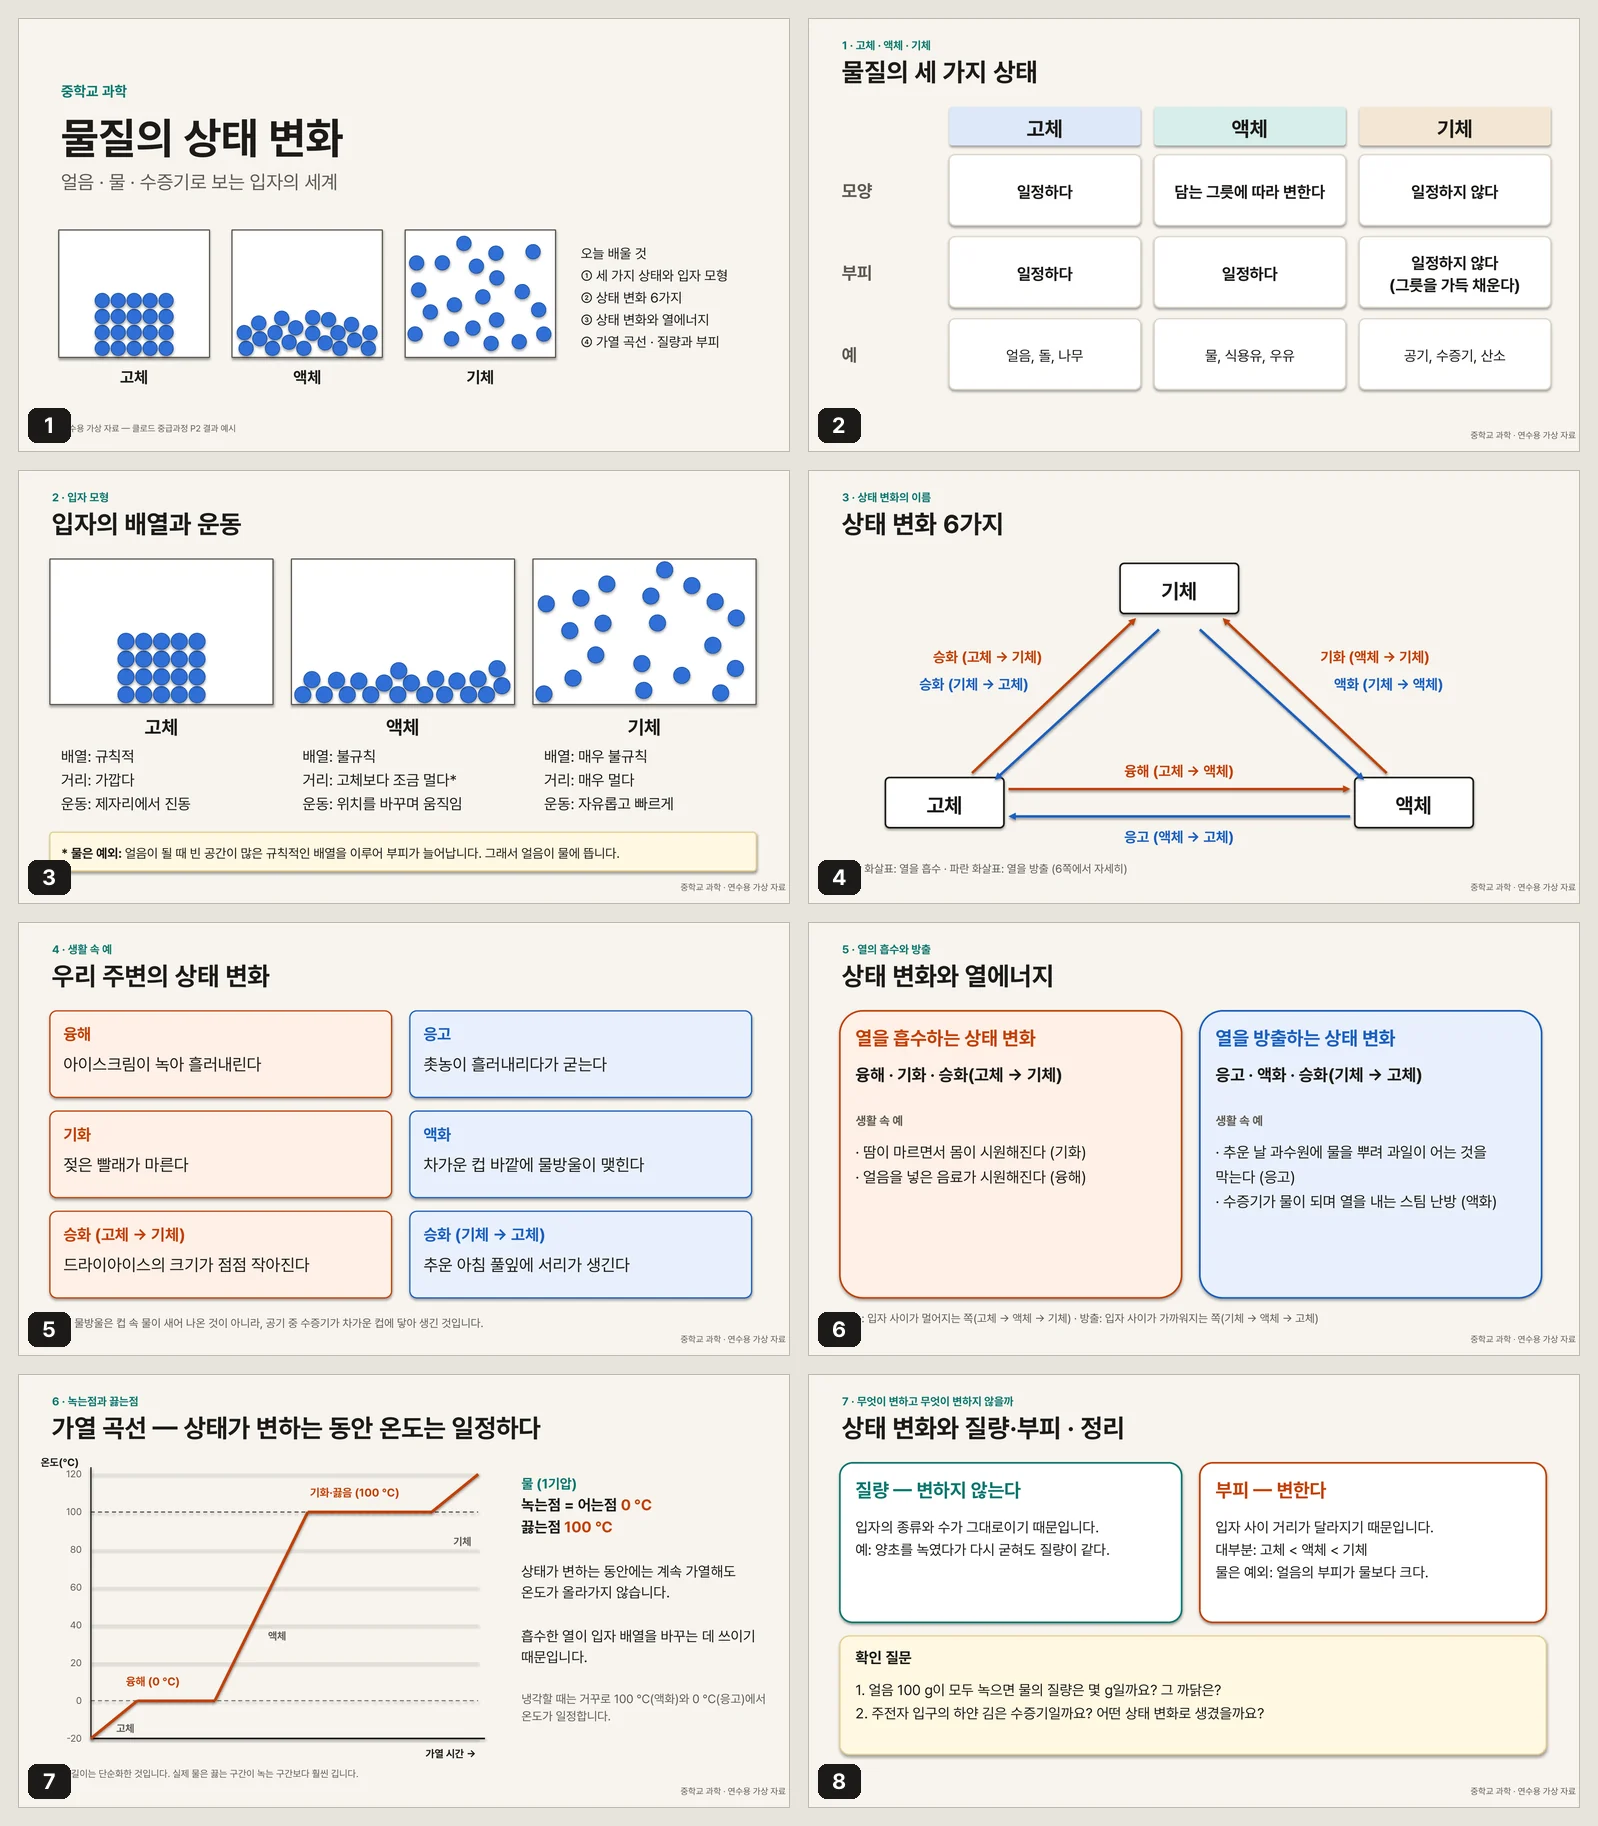 중학교 과학
물질의 상태 변화
얼음 · 물 · 수증기로 보는 입자의 세계
오늘 배울 것
① 세 가지 상태와 입자 모형
② 상태 변화 6가지
③ 상태 변화와 열에너지
④ 가열 곡선 · 질량과 부피
고체
액체
기체
1
수용 가상 자료 — 클로드 중급과정 P2 결과 예시
1 · 고체 · 액체 · 기체
물질의 세 가지 상태
고체 액체 기체
모양 일정하다 담는 그릇에 따라 변한다 일정하지 않다
부피 일정하다 일정하다 일정하지 않다
(그릇을 가득 채운다)
예 얼음, 돌, 나무 물, 식용유, 우유 공기, 수증기, 산소
2
중학교 과학 · 연수용 가상 자료
2 · 입자 모형
입자의 배열과 운동
고체
배열: 규칙적
거리: 가깝다
운동: 제자리에서 진동
액체
배열: 불규칙
거리: 고체보다 조금 멀다*
운동: 위치를 바꾸며 움직임
기체
배열: 매우 불규칙
거리: 매우 멀다
운동: 자유롭고 빠르게
* 물은 예외: 얼음이 될 때 빈 공간이 많은 규칙적인 배열을 이루어 부피가 늘어납니다. 그래서 얼음이 물에 뜹니다.
3
중학교 과학 · 연수용 가상 자료
3 · 상태 변화의 이름
상태 변화 6가지
기체
승화 (고체 → 기체)
승화 (기체 → 고체)
기화 (액체 → 기체)
액화 (기체 → 액체)
융해 (고체 → 액체)
고체
액체
응고 (액체 → 고체)
4
화살표: 열을 흡수 · 파란 화살표: 열을 방출 (6쪽에서 자세히)
중학교 과학 · 연수용 가상 자료
4 · 생활 속 예
우리 주변의 상태 변화
융해
아이스크림이 녹아 흘러내린다
응고
촛농이 흘러내리다가 굳는다
기화
젖은 빨래가 마른다
액화
차가운 컵 바깥에 물방울이 맺힌다
승화 (고체 → 기체)
드라이아이스의 크기가 점점 작아진다
승화 (기체 → 고체)
추운 아침 풀잎에 서리가 생긴다
5
물방울은 컵 속 물이 새어 나온 것이 아니라, 공기 중 수증기가 차가운 컵에 닿아 생긴 것입니다.
중학교 과학 · 연수용 가상 자료
5 · 열의 흡수와 방출
상태 변화와 열에너지
열을 흡수하는 상태 변화
융해 · 기화 · 승화(고체 → 기체)
생활 속 예
· 땀이 마르면서 몸이 시원해진다 (기화)
· 얼음을 넣은 음료가 시원해진다 (융해)
열을 방출하는 상태 변화
응고 · 액화 · 승화(기체 → 고체)
생활 속 예
· 추운 날 과수원에 물을 뿌려 과일이 어는 것을
막는다 (응고)
· 수증기가 물이 되며 열을 내는 스팀 난방 (액화)
6
: 입자 사이가 멀어지는 쪽(고체 → 액체 → 기체) · 방출: 입자 사이가 가까워지는 쪽(기체 → 액체 → 고체)
중학교 과학 · 연수용 가상 자료
6 · 녹는점과 끓는점
가열 곡선 — 상태가 변하는 동안 온도는 일정하다
온도(°C)
120
100
80
60
40
20
0
-20
기화·끓음 (100 °C)
기체
액체
융해 (0 °C)
고체
가열 시간 →
물 (1기압)
녹는점 = 어는점 0 °C
끓는점 100 °C
상태가 변하는 동안에는 계속 가열해도
온도가 올라가지 않습니다.
흡수한 열이 입자 배열을 바꾸는 데 쓰이기
때문입니다.
냉각할 때는 거꾸로 100 °C(액화)와 0 °C(응고)에서
온도가 일정합니다.
7
길이는 단순화한 것입니다. 실제 물은 끓는 구간이 녹는 구간보다 훨씬 깁니다.
중학교 과학 · 연수용 가상 자료
7 · 무엇이 변하고 무엇이 변하지 않을까
상태 변화와 질량·부피 · 정리
질량 — 변하지 않는다
입자의 종류와 수가 그대로이기 때문입니다.
예: 양초를 녹였다가 다시 굳혀도 질량이 같다.
부피 — 변한다
입자 사이 거리가 달라지기 때문입니다.
대부분: 고체 < 액체 < 기체
물은 예외: 얼음의 부피가 물보다 크다.
확인 질문
1. 얼음 100 g이 모두 녹으면 물의 질량은 몇 g일까요? 그 까닭은?
2. 주전자 입구의 하얀 김은 수증기일까요? 어떤 상태 변화로 생겼을까요?
8
중학교 과학 · 연수용 가상 자료